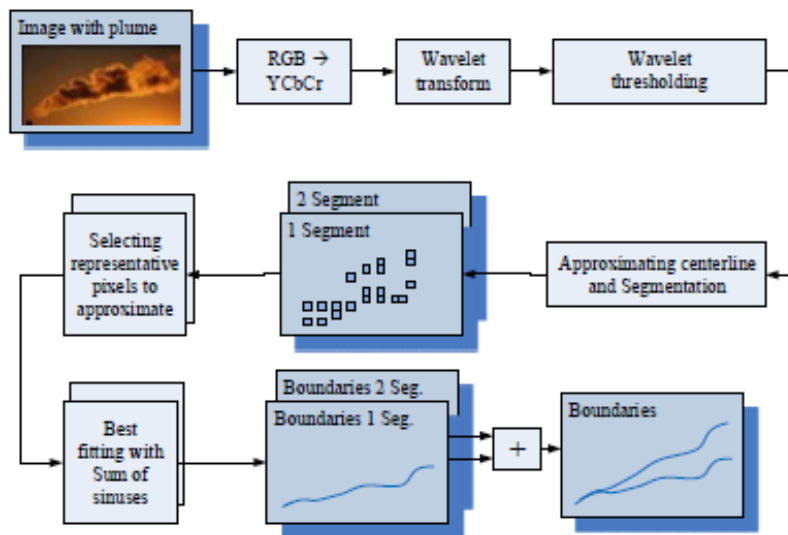 Image with plume
RGB →
YCbCr
Wavelet
transform
Wavelet
thresholding
2 Segment
1 Segment
Selecting
representative
pixels to
approximate
Approximating centerline
and Segmentation
Best
fitting with
Sum of
sinuses
Boundaries 2 Seg.
Boundaries 1 Seg.
+
Boundaries